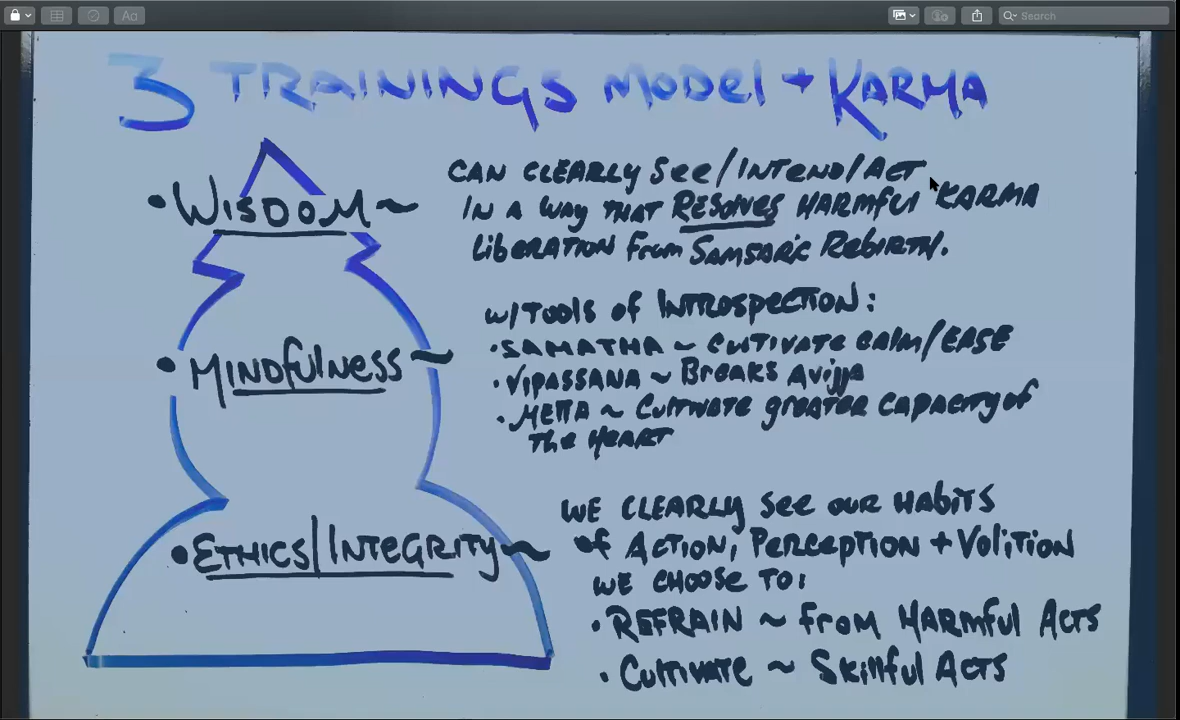 Aa
Search
3 TRAININGS MODEL + KARMA
• WISDOM ~
CAN CLEARLY SEE/INTEND/ACT
IN A WAY THAT RESOLVES HARMFUL KARMA
LIBERATION FROM SAMSARIC REBIRTH.
• MINDFULNESS ~
W/TOOLS OF INTROSPECTION:
• SAMATHA ~ CULTIVATE CALM/EASE
• VIPASSANA ~ BREAKS AVIJJA
• METTA ~ CULTIVATE GREATER CAPACITY OF
THE HEART
• ETHICS/INTEGRITY ~
WE CLEARLY SEE OUR HABITS
OF ACTION, PERCEPTION + VOLITION
WE CHOOSE TO:
• REFRAIN ~ FROM HARMFUL ACTS
• CULTIVATE ~ SKILLFUL ACTS